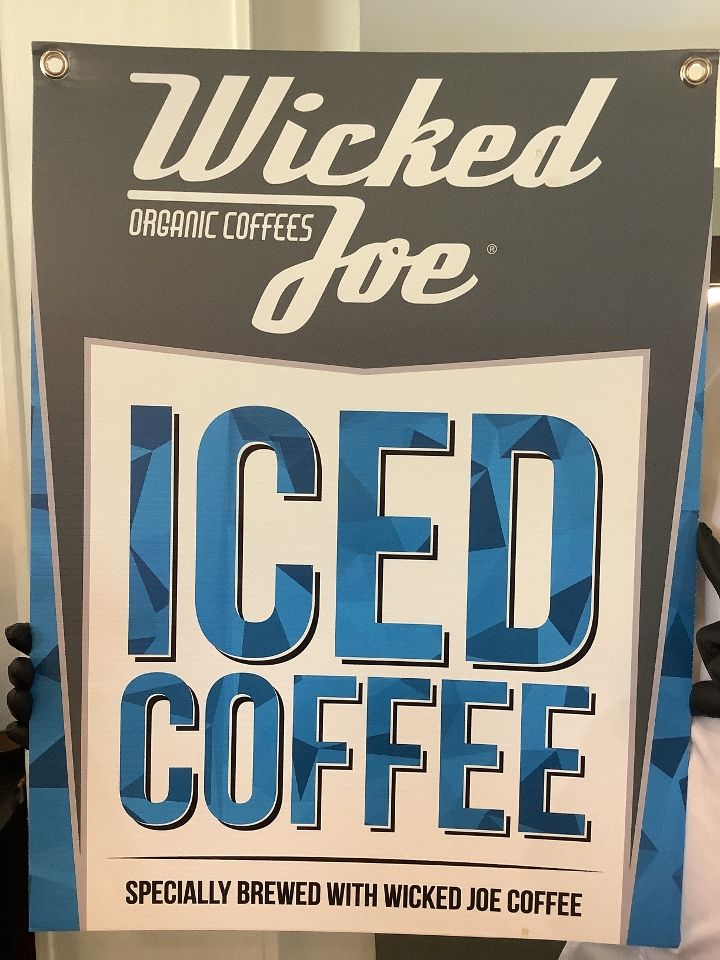 Wicked
ORGANIC COFFEES
Joe®
ICED
COFFEE
SPECIALLY BREWED WITH WICKED JOE COFFEE